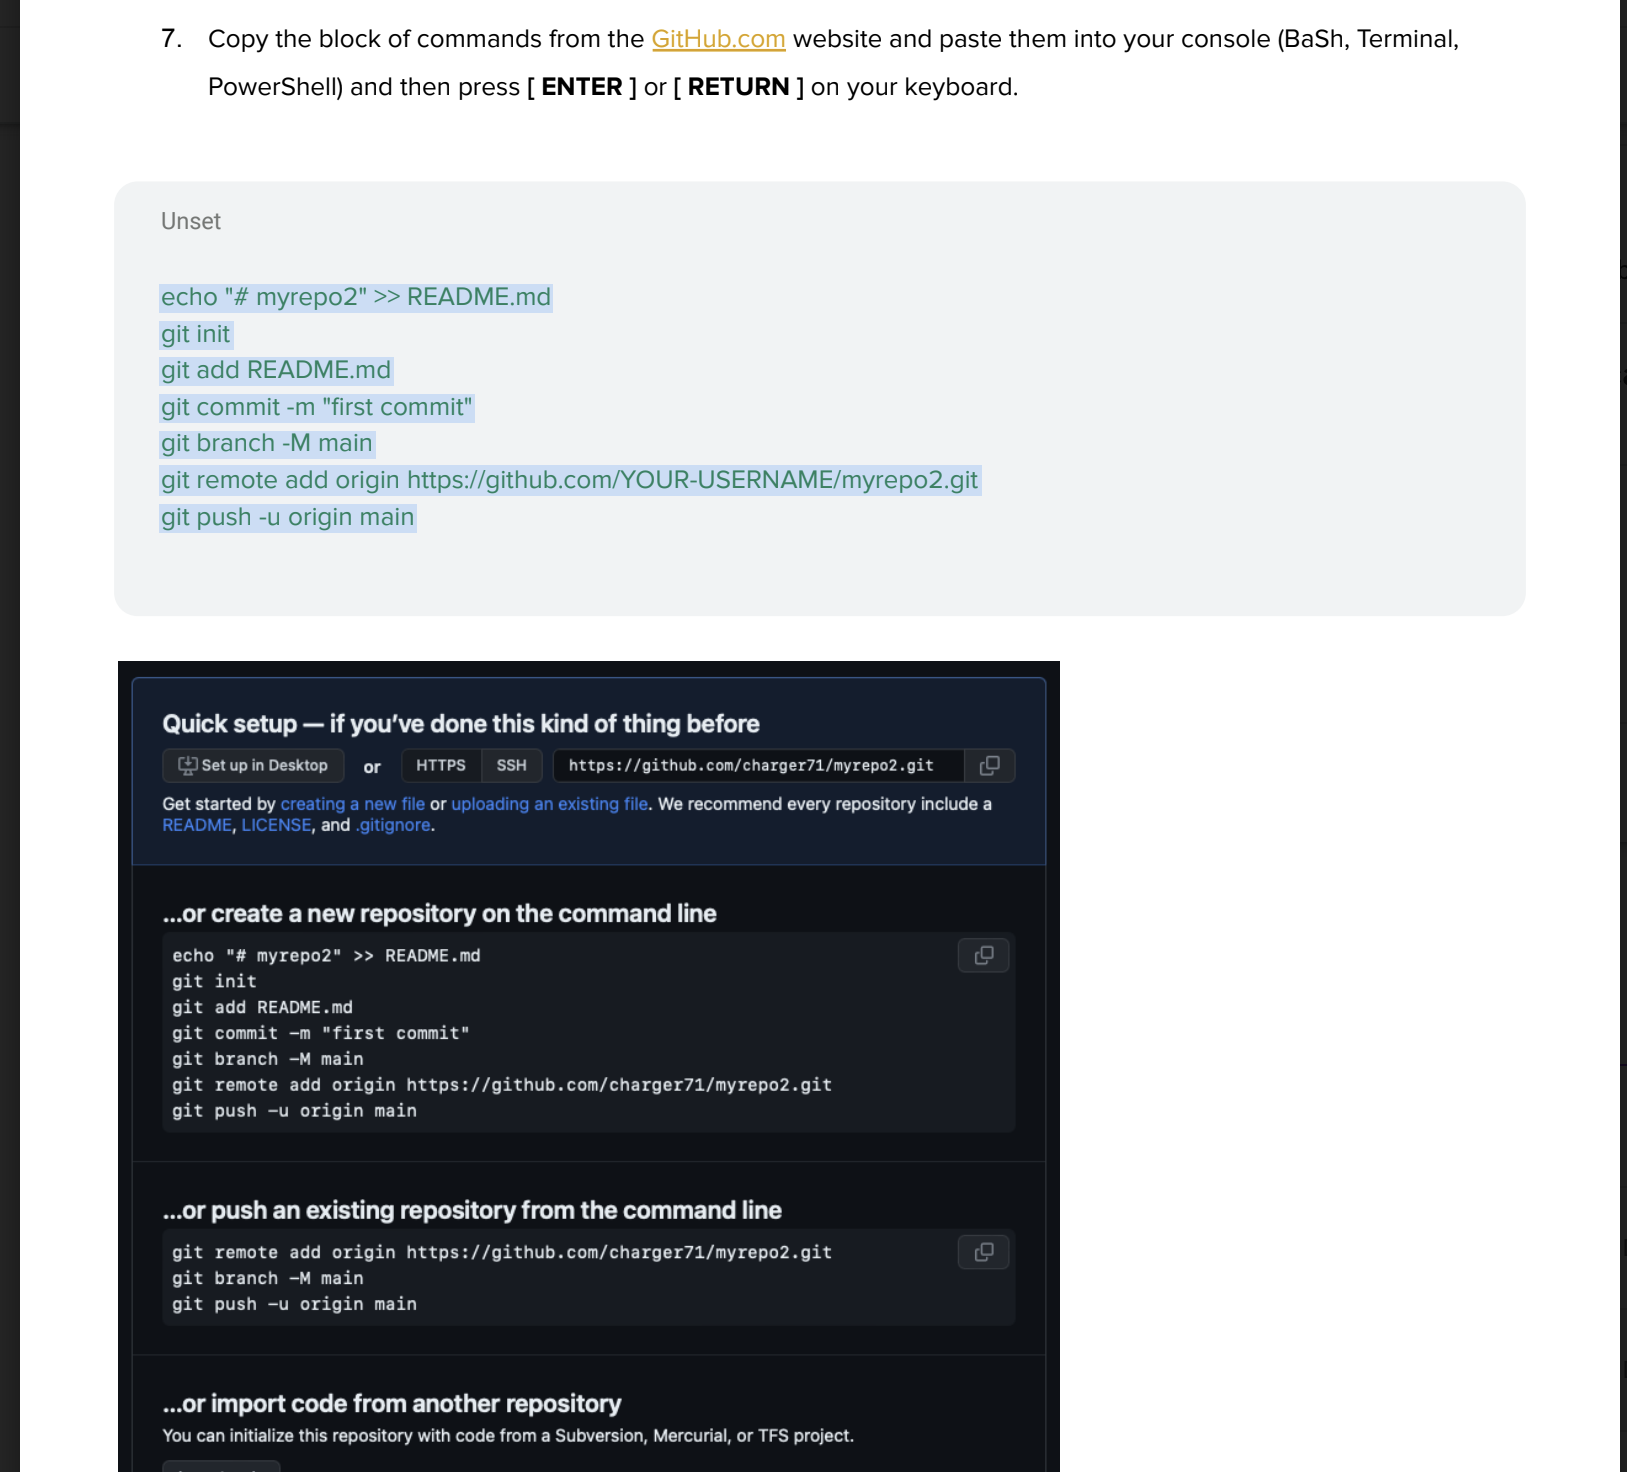 7. Copy the block of commands from the GitHub.com website and paste them into your console (BaSh, Terminal,
PowerShell) and then press [ ENTER ] or [ RETURN ] on your keyboard.
Unset
echo "# myrepo2" >> README.md
git init
git add README.md
git commit -m "first commit"
git branch -M main
git remote add origin https://github.com/YOUR-USERNAME/myrepo2.git
git push -u origin main
Quick setup — if you've done this kind of thing before
Set up in Desktop or HTTPS SSH https://github.com/charger71/myrepo2.git
Get started by creating a new file or uploading an existing file. We recommend every repository include a
README, LICENSE, and .gitignore.
...or create a new repository on the command line
echo "# myrepo2" >> README.md
git init
git add README.md
git commit -m "first commit"
git branch -M main
git remote add origin https://github.com/charger71/myrepo2.git
git push -u origin main
...or push an existing repository from the command line
git remote add origin https://github.com/charger71/myrepo2.git
git branch -M main
git push -u origin main
...or import code from another repository
You can initialize this repository with code from a Subversion, Mercurial, or TFS project.